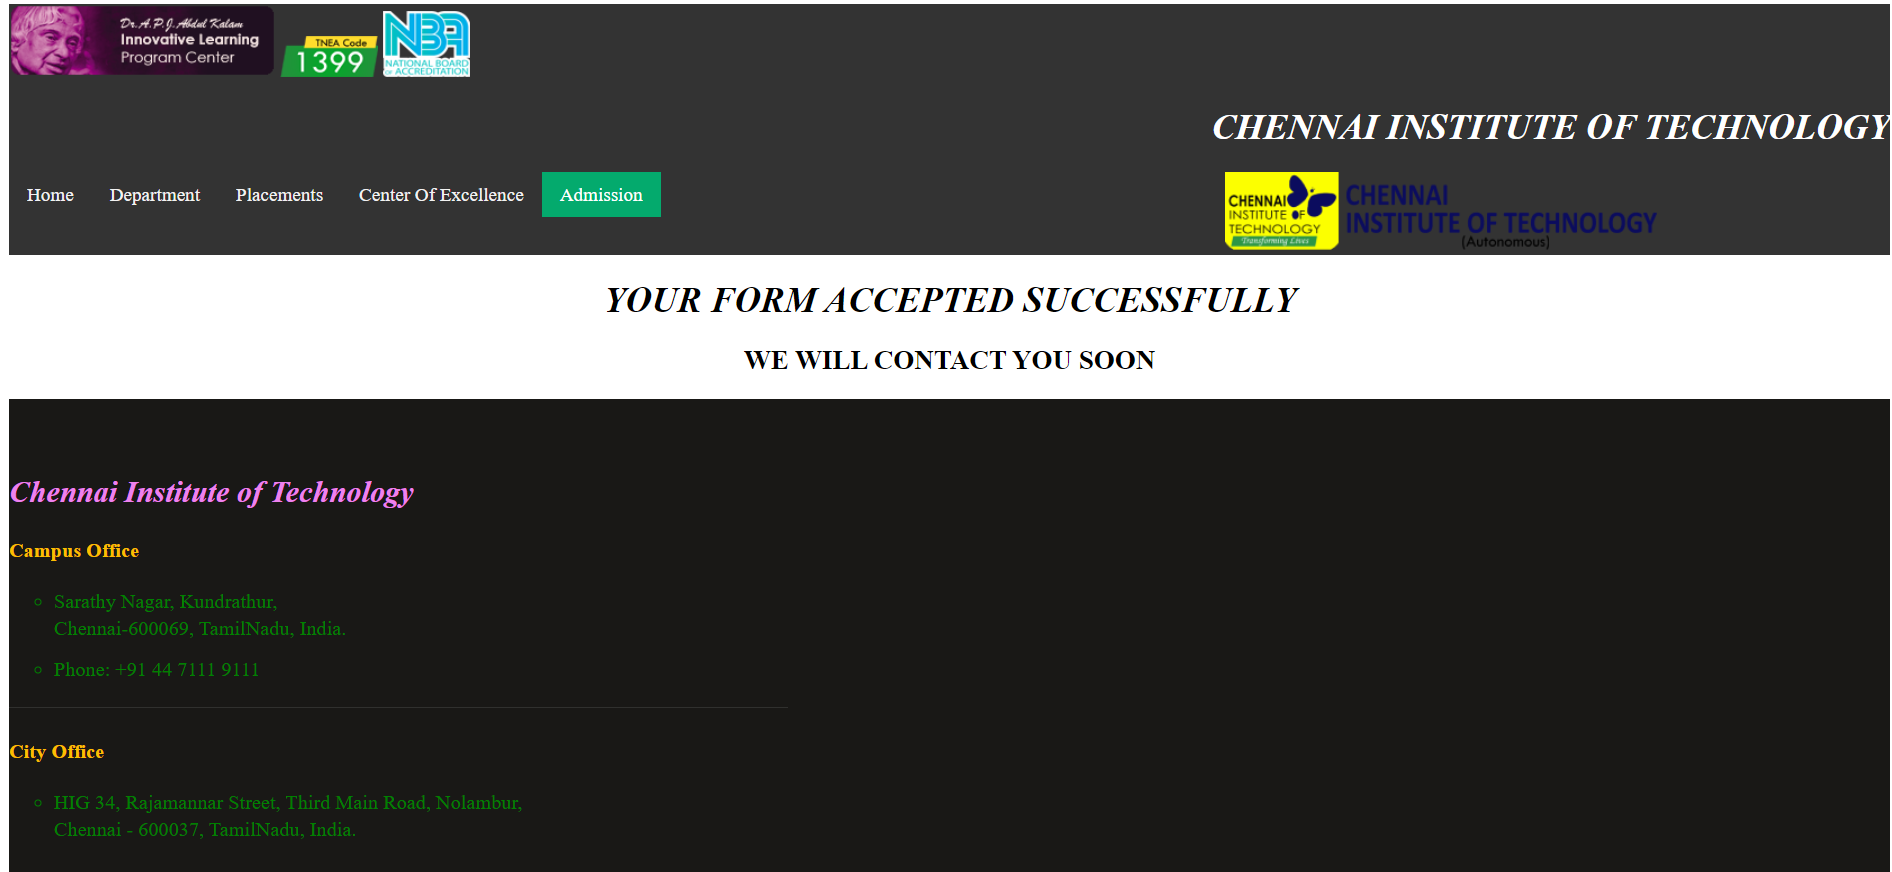 Dr. A.P.J. Abdul Kalam
Innovative Learning
Program Center
TNEA Code
1399
NBA
NATIONAL BOARD
OF ACCREDITATION
CHENNAI INSTITUTE OF TECHNOLOGY
Home Department Placements Center Of Excellence Admission
CHENNAI
INSTITUTE OF
TECHNOLOGY
Transforming Lives
CHENNAI
INSTITUTE OF TECHNOLOGY
(Autonomous)
YOUR FORM ACCEPTED SUCCESSFULLY
WE WILL CONTACT YOU SOON
Chennai Institute of Technology
Campus Office
Sarathy Nagar, Kundrathur,
Chennai-600069, TamilNadu, India.
Phone: +91 44 7111 9111
City Office
HIG 34, Rajamannar Street, Third Main Road, Nolambur,
Chennai - 600037, TamilNadu, India.